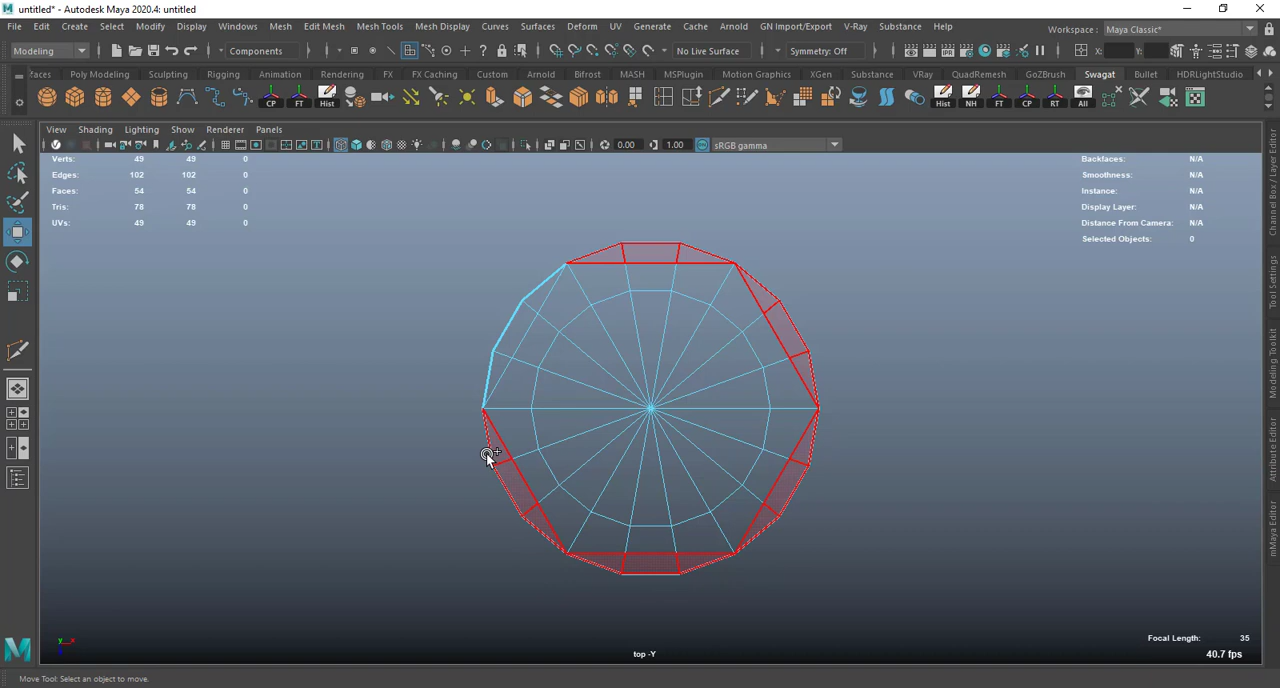 untitled* - Autodesk Maya 2020.4: untitled
File Edit Create Select Modify Display Windows Mesh Edit Mesh Mesh Tools Mesh Display Curves Surfaces Deform UV Generate Cache Arnold GN Import/Export V-Ray Substance Help
Workspace: Maya Classic*
Modeling Components No Live Surface Symmetry: Off X: Y:
aces Poly Modeling Sculpting Rigging Animation Rendering FX FX Caching Custom Arnold Bifrost MASH MSPlugin Motion Graphics XGen Substance VRay QuadRemesh GoZBrush Swagat Bullet HDRLightStudio
CP FT Hist Hist NH FT CP RT All
View Shading Lighting Show Renderer Panels
0.00 1.00 sRGB gamma
Verts: 49 49 0
Edges: 102 102 0
Faces: 54 54 0
Tris: 78 78 0
UVs: 49 49 0
Backfaces: N/A
Smoothness: N/A
Instance: N/A
Display Layer: N/A
Distance From Camera: N/A
Selected Objects: 0
Channel Box / Layer Editor
Tool Settings
Modeling Toolkit
Attribute Editor
mMaya Editor
y x
Focal Length: 35
top -Y
40.7 fps
Move Tool: Select an object to move.